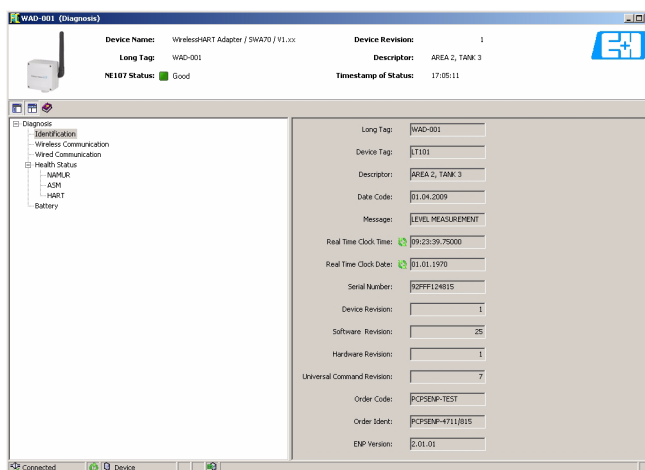 WAD-001 (Diagnosis)
Device Name: WirelessHART Adapter / SWA70 / V1.xx Device Revision: 1
Long Tag: WAD-001 Descriptor: AREA 2, TANK 3
NE107 Status: Good Timestamp of Status: 17:05:11
E+H
Diagnosis
Identification
Wireless Communication
Wired Communication
Health Status
NAMUR
ASM
HART
Battery
Long Tag: WAD-001
Device Tag: LT101
Descriptor: AREA 2, TANK 3
Date Code: 01.04.2009
Message: LEVEL MEASUREMENT
Real Time Clock Time: 09:23:39.75000
Real Time Clock Date: 01.01.1970
Serial Number: 92FFF124815
Device Revision: 1
Software Revision: 25
Hardware Revision: 1
Universal Command Revision: 7
Order Code: PCPSENP-TEST
Order Ident: PCPSENP-4711/815
ENP Version: 2.01.01
Connected Device